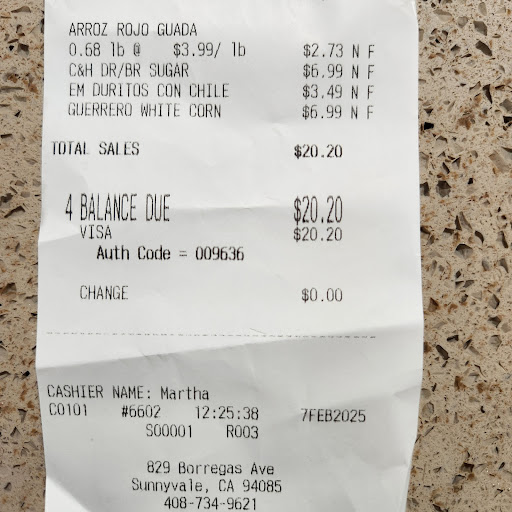 ARROZ ROJO GUADA
0.68 lb @ $3.99/ lb $2.73 N F
C&H DR/BR SUGAR $6.99 N F
EM DURITOS CON CHILE $3.49 N F
GUERRERO WHITE CORN $6.99 N F
TOTAL SALES $20.20
4 BALANCE DUE $20.20
VISA $20.20
Auth Code = 009636
CHANGE $0.00
CASHIER NAME: Martha
C0101 #6602 12:25:38 7FEB2025
S00001 R003
829 Borregas Ave
Sunnyvale, CA 94085
408-734-9621